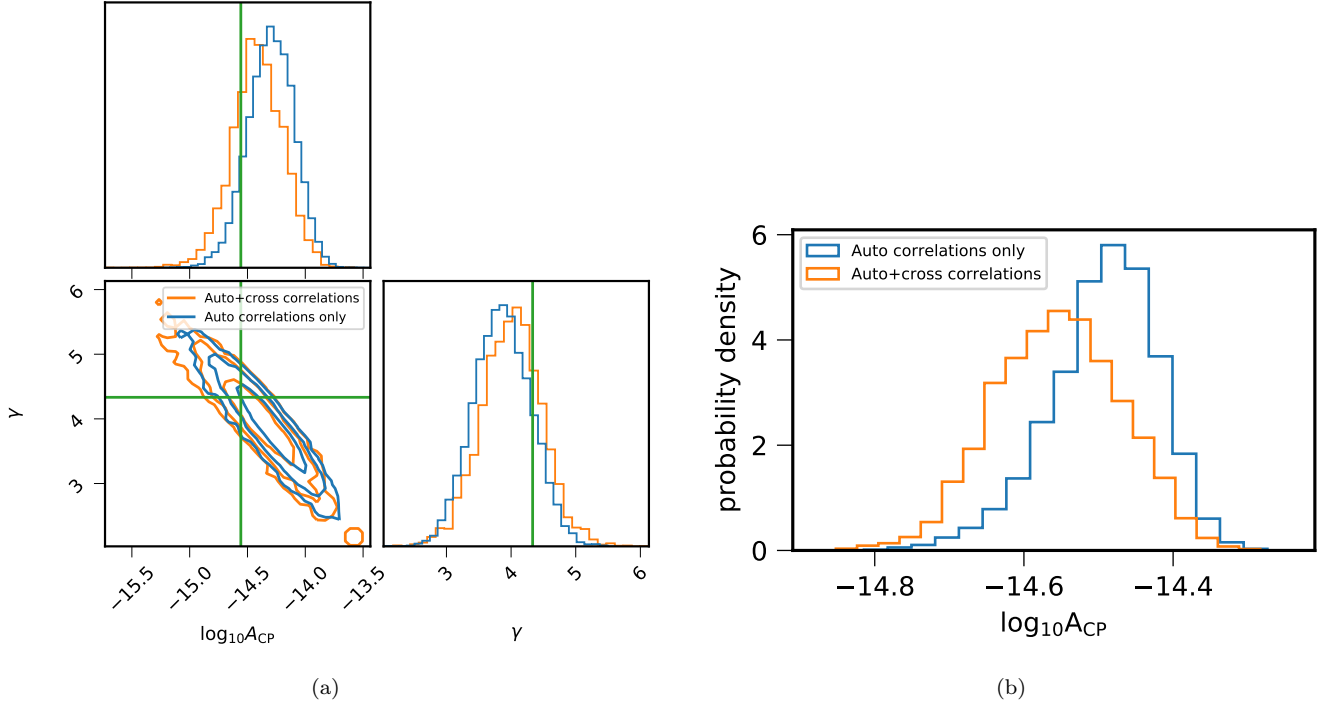 6
5
4
3
γ
Auto+cross correlations
Auto correlations only
−15.5
−15.0
−14.5
−14.0
−13.5
log₁₀A_CP
3
4
5
6
γ
(a)
6
4
2
0
probability density
Auto correlations only
Auto+cross correlations
−14.8
−14.6
−14.4
log₁₀A_CP
(b)